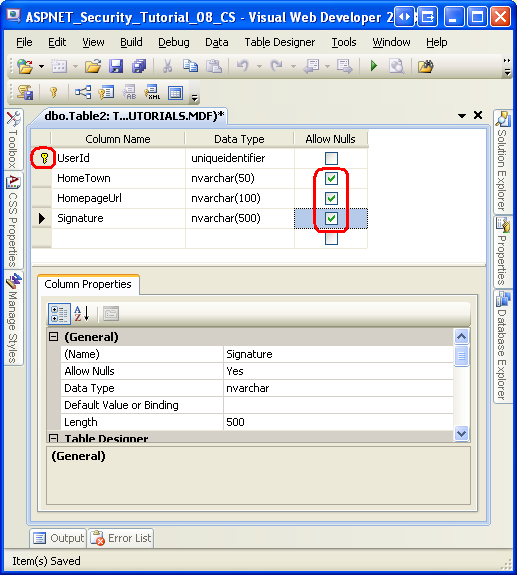 ASPNET_Security_Tutorial_08_CS - Visual Web Developer 2
File Edit View Build Debug Data Table Designer Tools Window Help
dbo.Table2: T...UTORIALS.MDF)*
Column Name Data Type Allow Nulls
UserId uniqueidentifier
HomeTown nvarchar(50)
HomepageUrl nvarchar(100)
Signature nvarchar(500)
Toolbox
CSS Properties
Manage Styles
Solution Explorer
Properties
Database Explorer
Column Properties
(General)
(Name) Signature
Allow Nulls Yes
Data Type nvarchar
Default Value or Binding
Length 500
Table Designer
(General)
Output Error List
Item(s) Saved